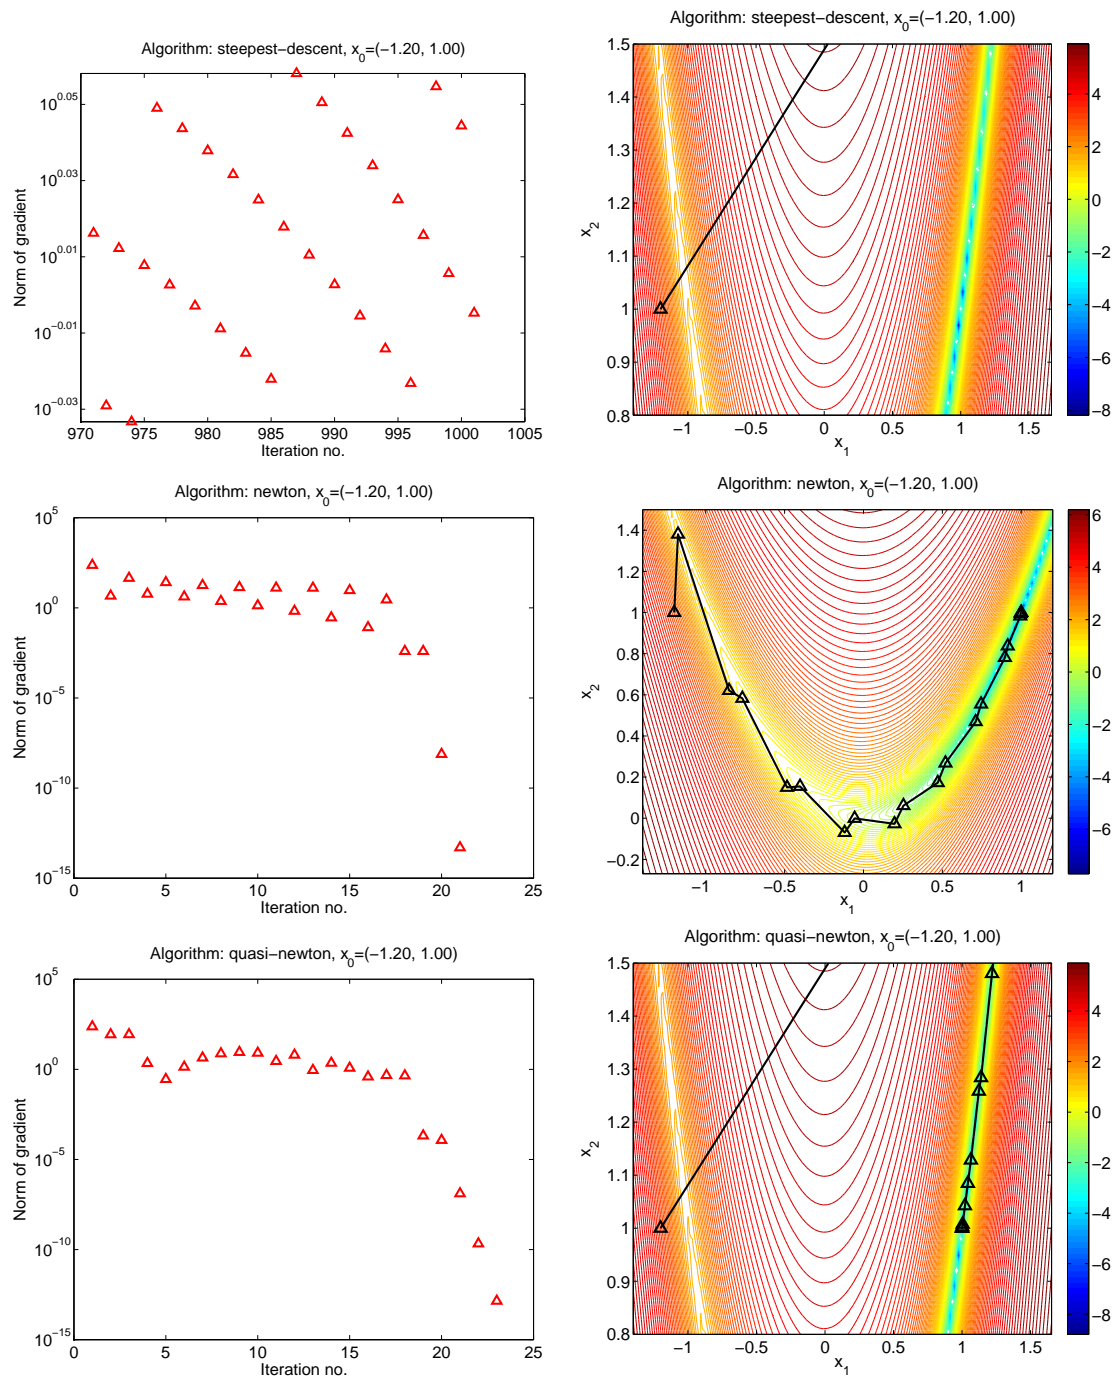 Algorithm: steepest−descent, x0=(−1.20, 1.00)
Norm of gradient
10^0.05
10^0.03
10^0.01
10^−0.01
10^−0.03
970 975 980 985 990 995 1000 1005
Iteration no.
Algorithm: steepest−descent, x0=(−1.20, 1.00)
x2
1.5
1.4
1.3
1.2
1.1
1
0.9
0.8
−1 −0.5 0 0.5 1 1.5
x1
6
4
2
0
−2
−4
−6
−8
Algorithm: newton, x0=(−1.20, 1.00)
Norm of gradient
10^5
10^0
10^−5
10^−10
10^−15
0 5 10 15 20 25
Iteration no.
Algorithm: newton, x0=(−1.20, 1.00)
x2
1.4
1.2
1
0.8
0.6
0.4
0.2
0
−0.2
−1 −0.5 0 0.5 1
x1
6
4
2
0
−2
−4
−6
Algorithm: quasi−newton, x0=(−1.20, 1.00)
Norm of gradient
10^5
10^0
10^−5
10^−10
10^−15
0 5 10 15 20 25
Iteration no.
Algorithm: quasi−newton, x0=(−1.20, 1.00)
x2
1.5
1.4
1.3
1.2
1.1
1
0.9
0.8
−1 −0.5 0 0.5 1 1.5
x1
4
2
0
−2
−4
−6
−8